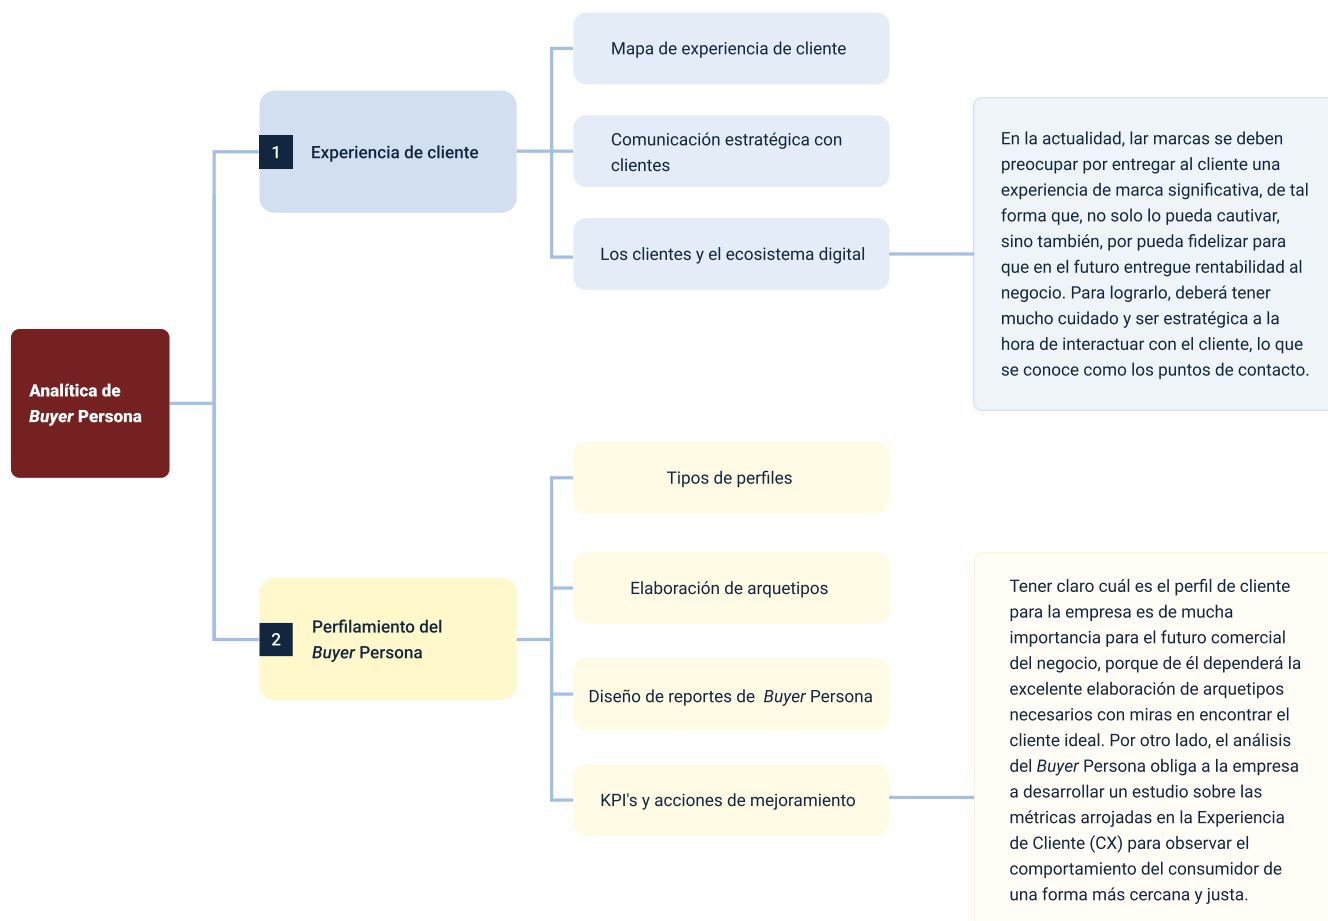 Analítica de
Buyer Persona
1
Experiencia de cliente
Mapa de experiencia de cliente
Comunicación estratégica con
clientes
Los clientes y el ecosistema digital
En la actualidad, lar marcas se deben
preocupar por entregar al cliente una
experiencia de marca significativa, de tal
forma que, no solo lo pueda cautivar,
sino también, por pueda fidelizar para
que en el futuro entregue rentabilidad al
negocio. Para lograrlo, deberá tener
mucho cuidado y ser estratégica a la
hora de interactuar con el cliente, lo que
se conoce como los puntos de contacto.
2
Perfilamiento del
Buyer Persona
Tipos de perfiles
Elaboración de arquetipos
Diseño de reportes de Buyer Persona
KPI's y acciones de mejoramiento
Tener claro cuál es el perfil de cliente
para la empresa es de mucha
importancia para el futuro comercial
del negocio, porque de él dependerá la
excelente elaboración de arquetipos
necesarios con miras en encontrar el
cliente ideal. Por otro lado, el análisis
del Buyer Persona obliga a la empresa
a desarrollar un estudio sobre las
métricas arrojadas en la Experiencia
de Cliente (CX) para observar el
comportamiento del consumidor de
una forma más cercana y justa.